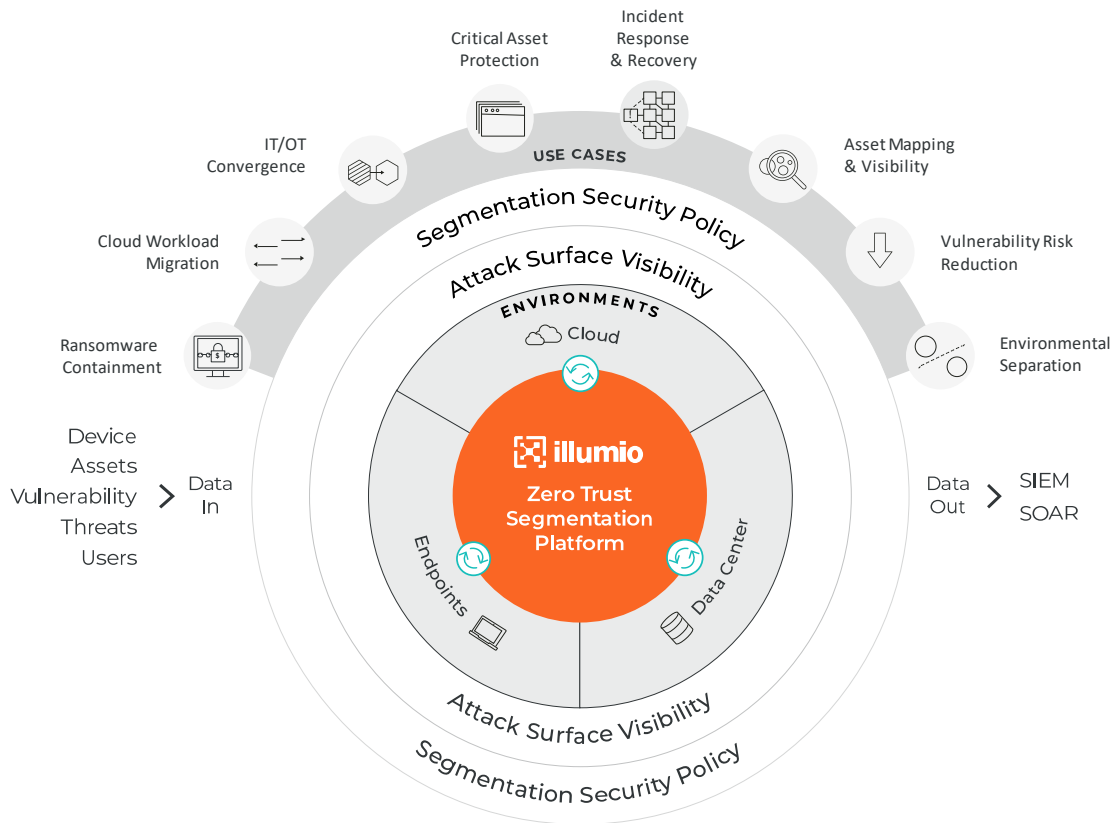 Incident
Response
& Recovery
Critical Asset
Protection
IT/OT
Convergence
Asset Mapping
& Visibility
Cloud Workload
Migration
Vulnerability Risk
Reduction
Ransomware
Containment
Environmental
Separation
USE CASES
Segmentation Security Policy
Attack Surface Visibility
ENVIRONMENTS
Cloud
illumio
Zero Trust
Segmentation
Platform
Endpoints
Data Center
Attack Surface Visibility
Segmentation Security Policy
Device
Assets
Vulnerability
Threats
Users
Data
In
Data
Out
SIEM
SOAR
!
$